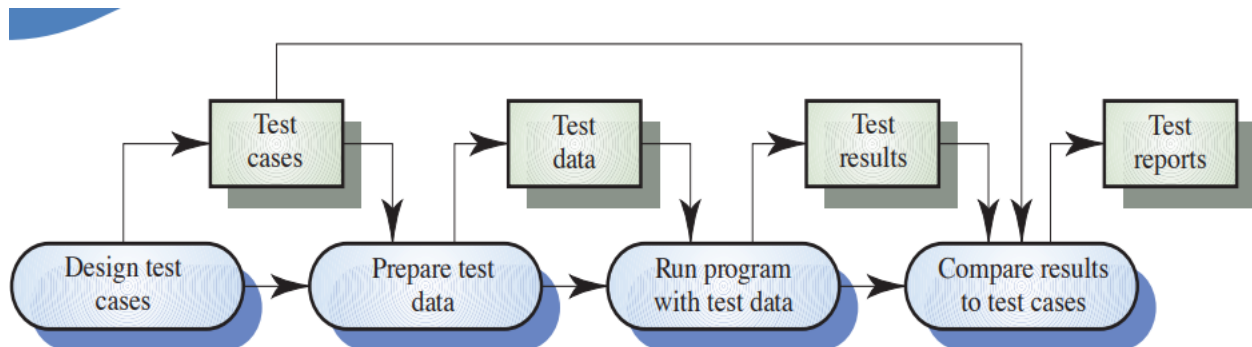 Test
cases
Test
data
Test
results
Test
reports
Design test
cases
Prepare test
data
Run program
with test data
Compare results
to test cases